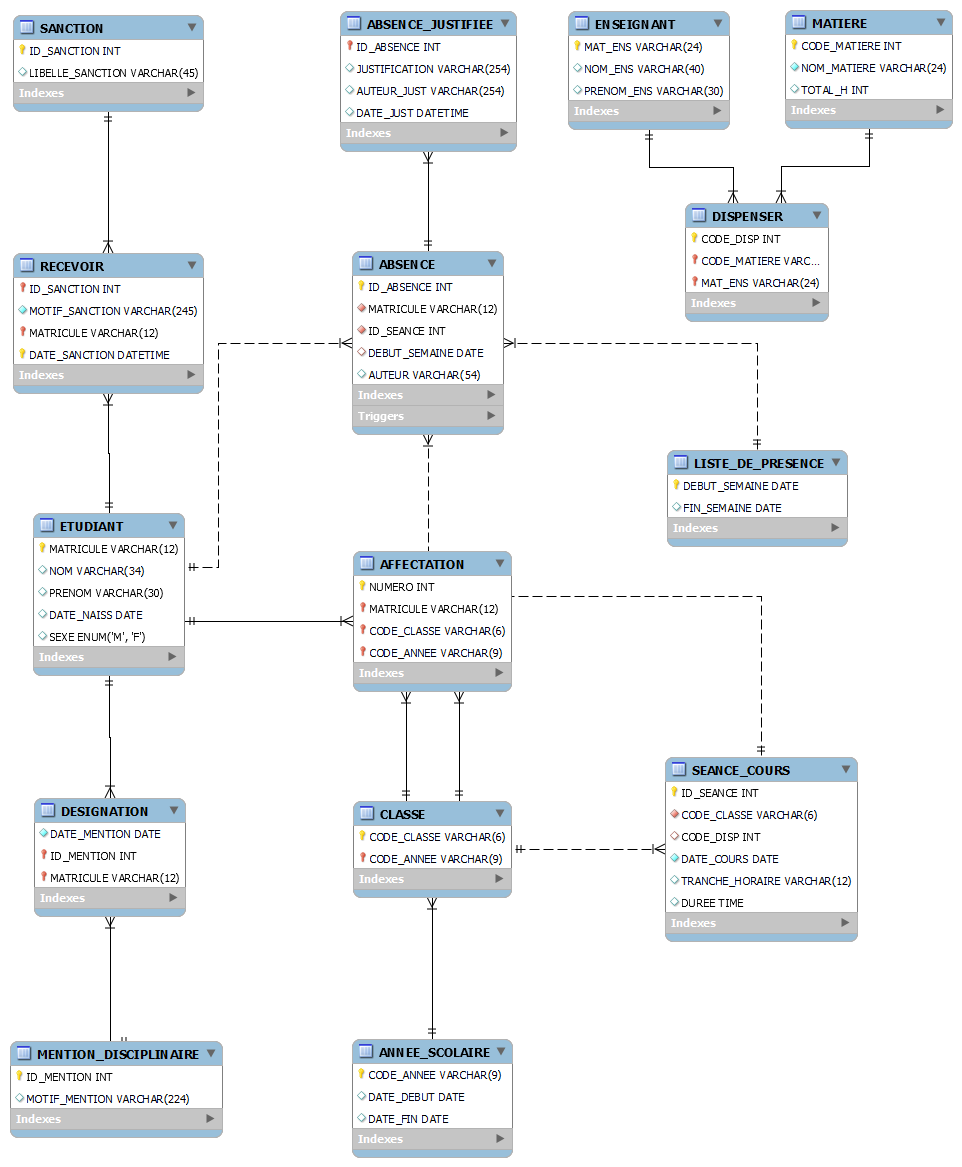 SANCTION
ID_SANCTION INT
LIBELLE_SANCTION VARCHAR(45)
Indexes
ABSENCE_JUSTIFIEE
ID_ABSENCE INT
JUSTIFICATION VARCHAR(254)
AUTEUR_JUST VARCHAR(254)
DATE_JUST DATETIME
Indexes
ENSEIGNANT
MAT_ENS VARCHAR(24)
NOM_ENS VARCHAR(40)
PRENOM_ENS VARCHAR(30)
Indexes
MATIERE
CODE_MATIERE INT
NOM_MATIERE VARCHAR(24)
TOTAL_H INT
Indexes
DISPENSER
CODE_DISP INT
CODE_MATIERE VARC...
MAT_ENS VARCHAR(24)
Indexes
RECEVOIR
ID_SANCTION INT
MOTIF_SANCTION VARCHAR(245)
MATRICULE VARCHAR(12)
DATE_SANCTION DATETIME
Indexes
ABSENCE
ID_ABSENCE INT
MATRICULE VARCHAR(12)
ID_SEANCE INT
DEBUT_SEMAINE DATE
AUTEUR VARCHAR(54)
Indexes
Triggers
LISTE_DE_PRESENCE
DEBUT_SEMAINE DATE
FIN_SEMAINE DATE
Indexes
ETUDIANT
MATRICULE VARCHAR(12)
NOM VARCHAR(34)
PRENOM VARCHAR(30)
DATE_NAISS DATE
SEXE ENUM('M', 'F')
Indexes
AFFECTATION
NUMERO INT
MATRICULE VARCHAR(12)
CODE_CLASSE VARCHAR(6)
CODE_ANNEE VARCHAR(9)
Indexes
DESIGNATION
DATE_MENTION DATE
ID_MENTION INT
MATRICULE VARCHAR(12)
Indexes
CLASSE
CODE_CLASSE VARCHAR(6)
CODE_ANNEE VARCHAR(9)
Indexes
SEANCE_COURS
ID_SEANCE INT
CODE_CLASSE VARCHAR(6)
CODE_DISP INT
DATE_COURS DATE
TRANCHE_HORAIRE VARCHAR(12)
DUREE TIME
Indexes
MENTION_DISCIPLINAIRE
ID_MENTION INT
MOTIF_MENTION VARCHAR(224)
Indexes
ANNEE_SCOLAIRE
CODE_ANNEE VARCHAR(9)
DATE_DEBUT DATE
DATE_FIN DATE
Indexes